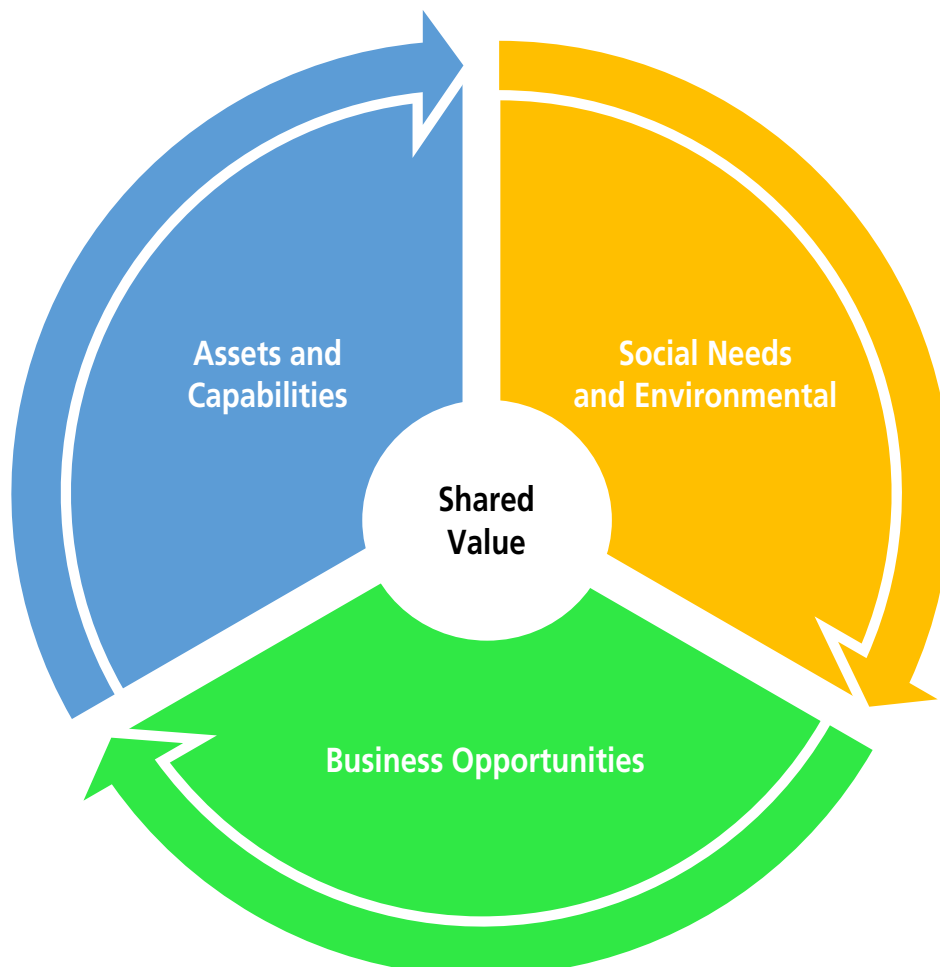 Assets and
Capabilities
Social Needs
and Environmental
Shared
Value
Business Opportunities